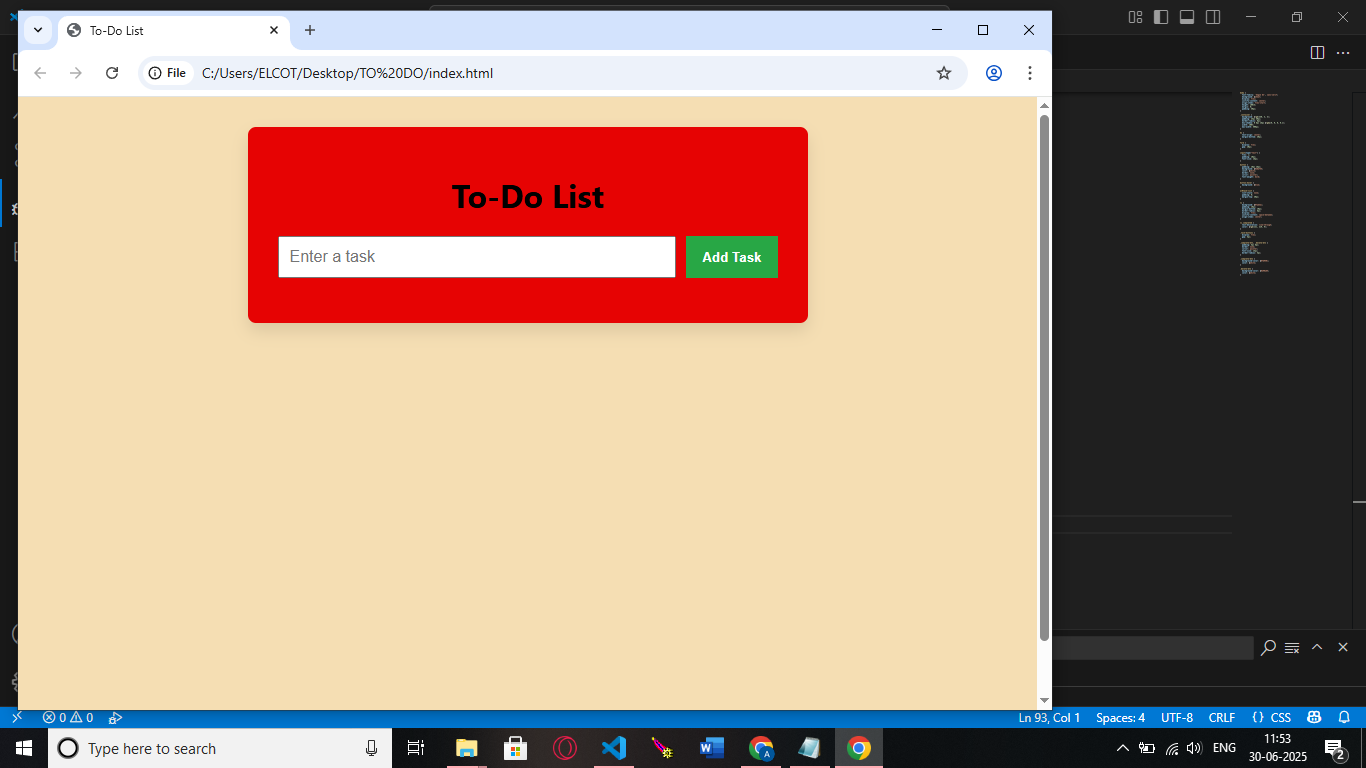 To-Do List
File
C:/Users/ELCOT/Desktop/TO%20DO/index.html
To-Do List
Enter a task
Add Task
0 0
Ln 93, Col 1
Spaces: 4
UTF-8
CRLF
{ } CSS
Type here to search
ENG
11:53
30-06-2025
2